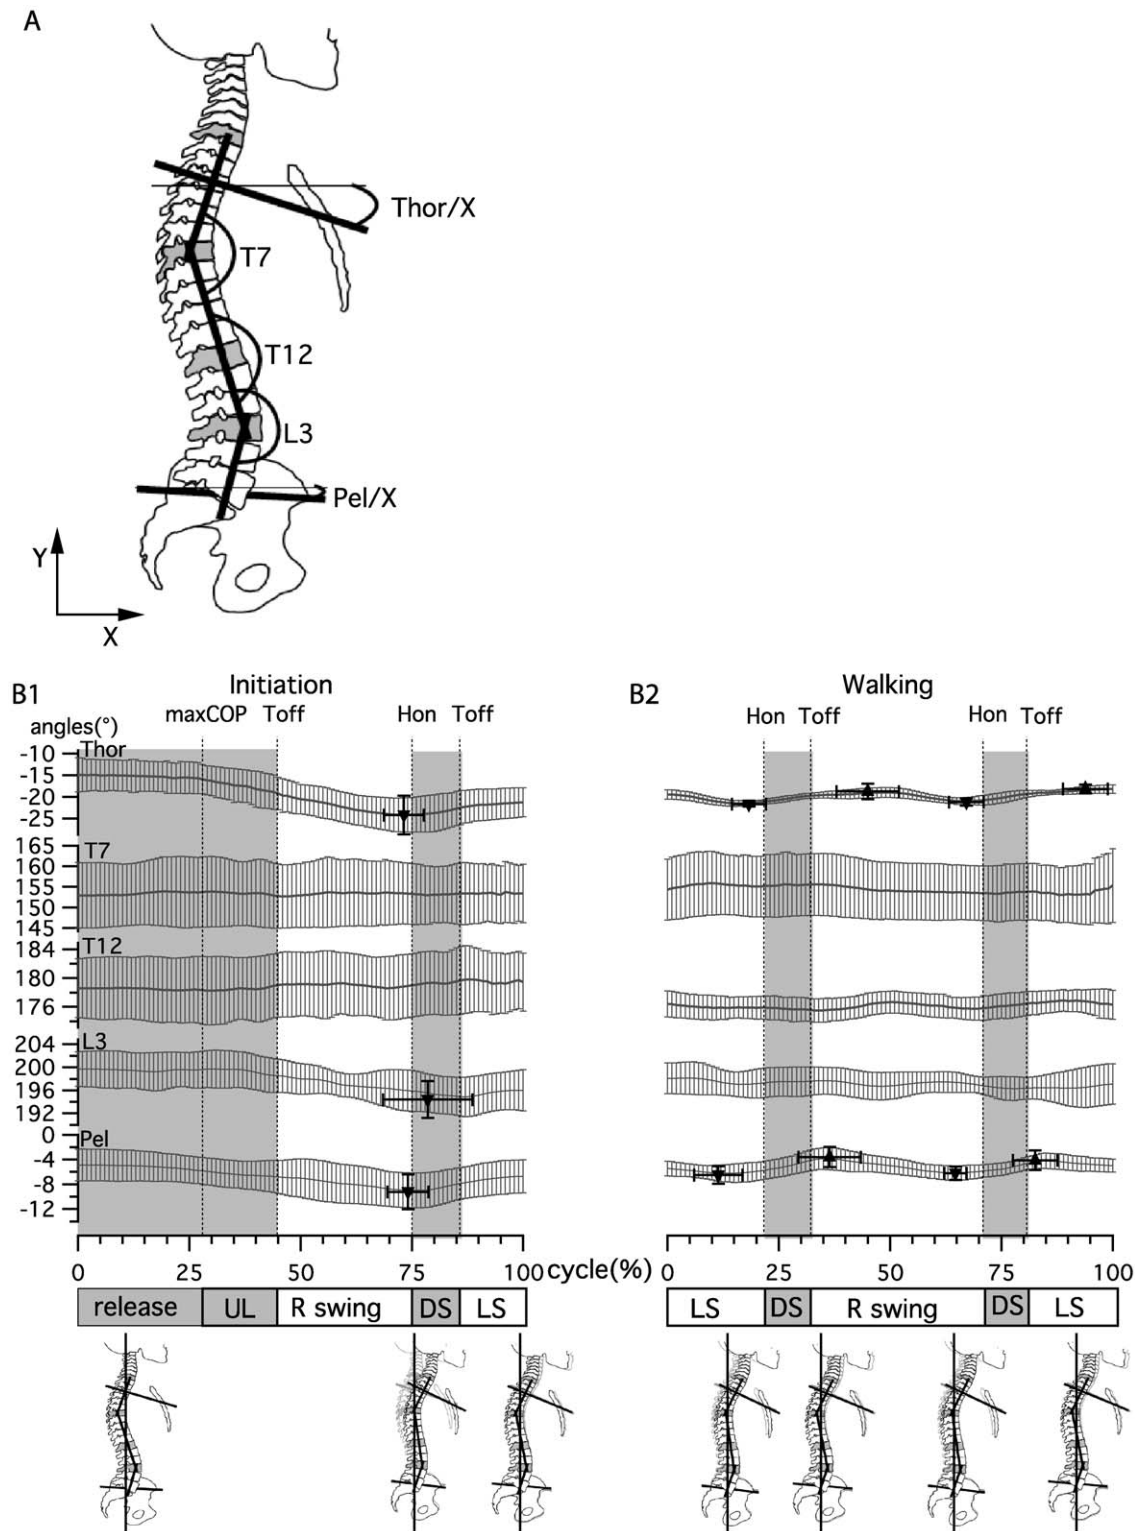 A
Thor/X
T7
T12
L3
Pel/X
Y
X
B1 Initiation
maxCOP Toff Hon Toff
angles(°)
Thor
-10
-15
-20
-25
T7
165
160
155
150
145
T12
184
180
176
L3
204
200
196
192
Pel
0
-4
-8
-12
0 25 50 75 100 cycle(%)
release UL R swing DS LS
B2 Walking
Hon Toff Hon Toff
0 25 50 75 100
LS DS R swing DS LS